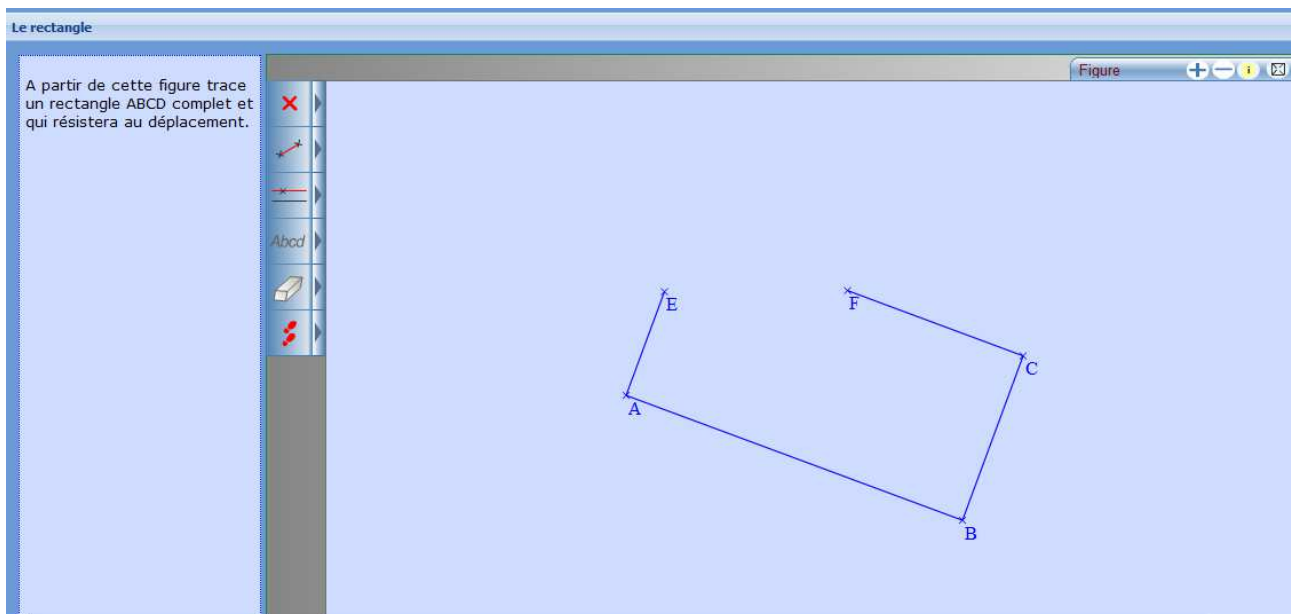 Le rectangle
Figure
i
A partir de cette figure trace
un rectangle ABCD complet et
qui résistera au déplacement.
Abcd
E
F
C
A
B